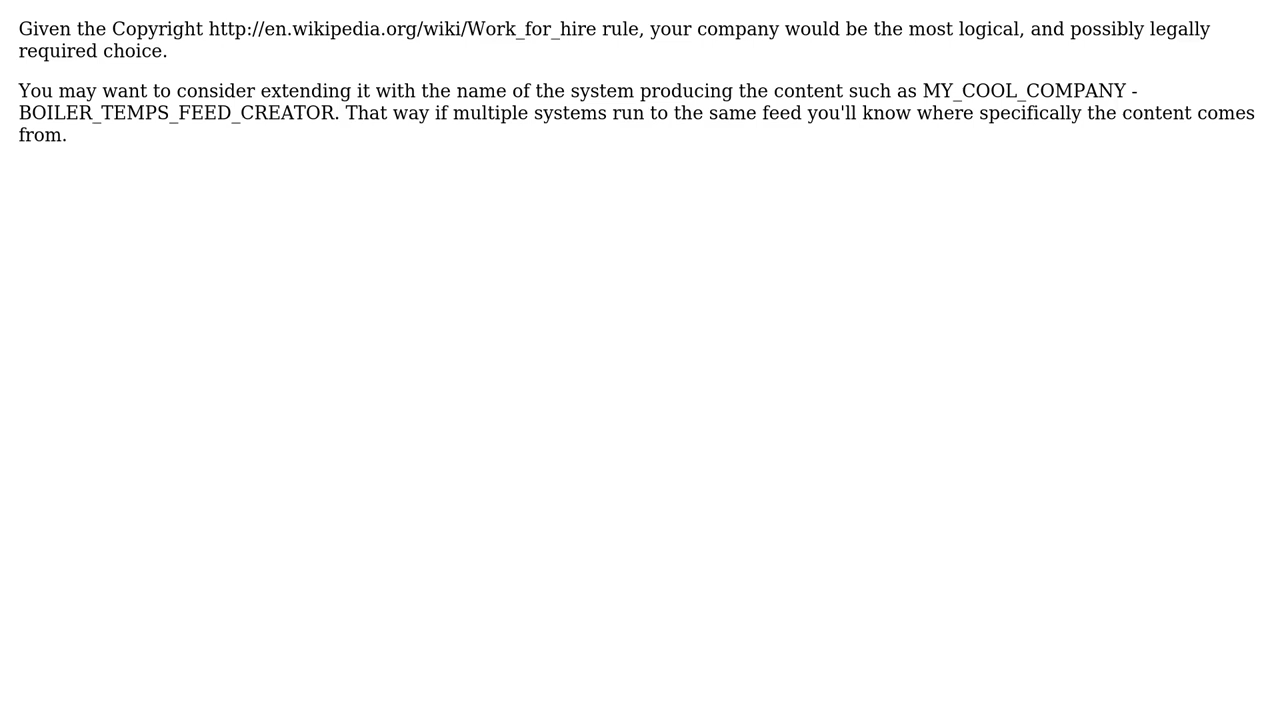 Given the Copyright http://en.wikipedia.org/wiki/Work_for_hire rule, your company would be the most logical, and possibly legally
required choice.
You may want to consider extending it with the name of the system producing the content such as MY_COOL_COMPANY -
BOILER_TEMPS_FEED_CREATOR. That way if multiple systems run to the same feed you'll know where specifically the content comes
from.